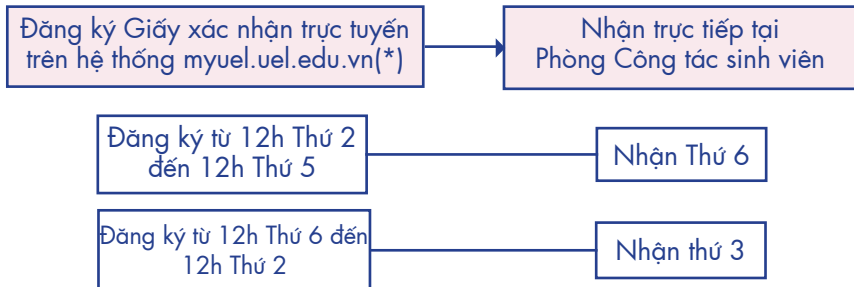 Đăng ký Giấy xác nhận trực tuyến
trên hệ thống myuel.uel.edu.vn(*)
Nhận trực tiếp tại
Phòng Công tác sinh viên
Đăng ký từ 12h Thứ 2
đến 12h Thứ 5
Nhận Thứ 6
Đăng ký từ 12h Thứ 6 đến
12h Thứ 2
Nhận thứ 3